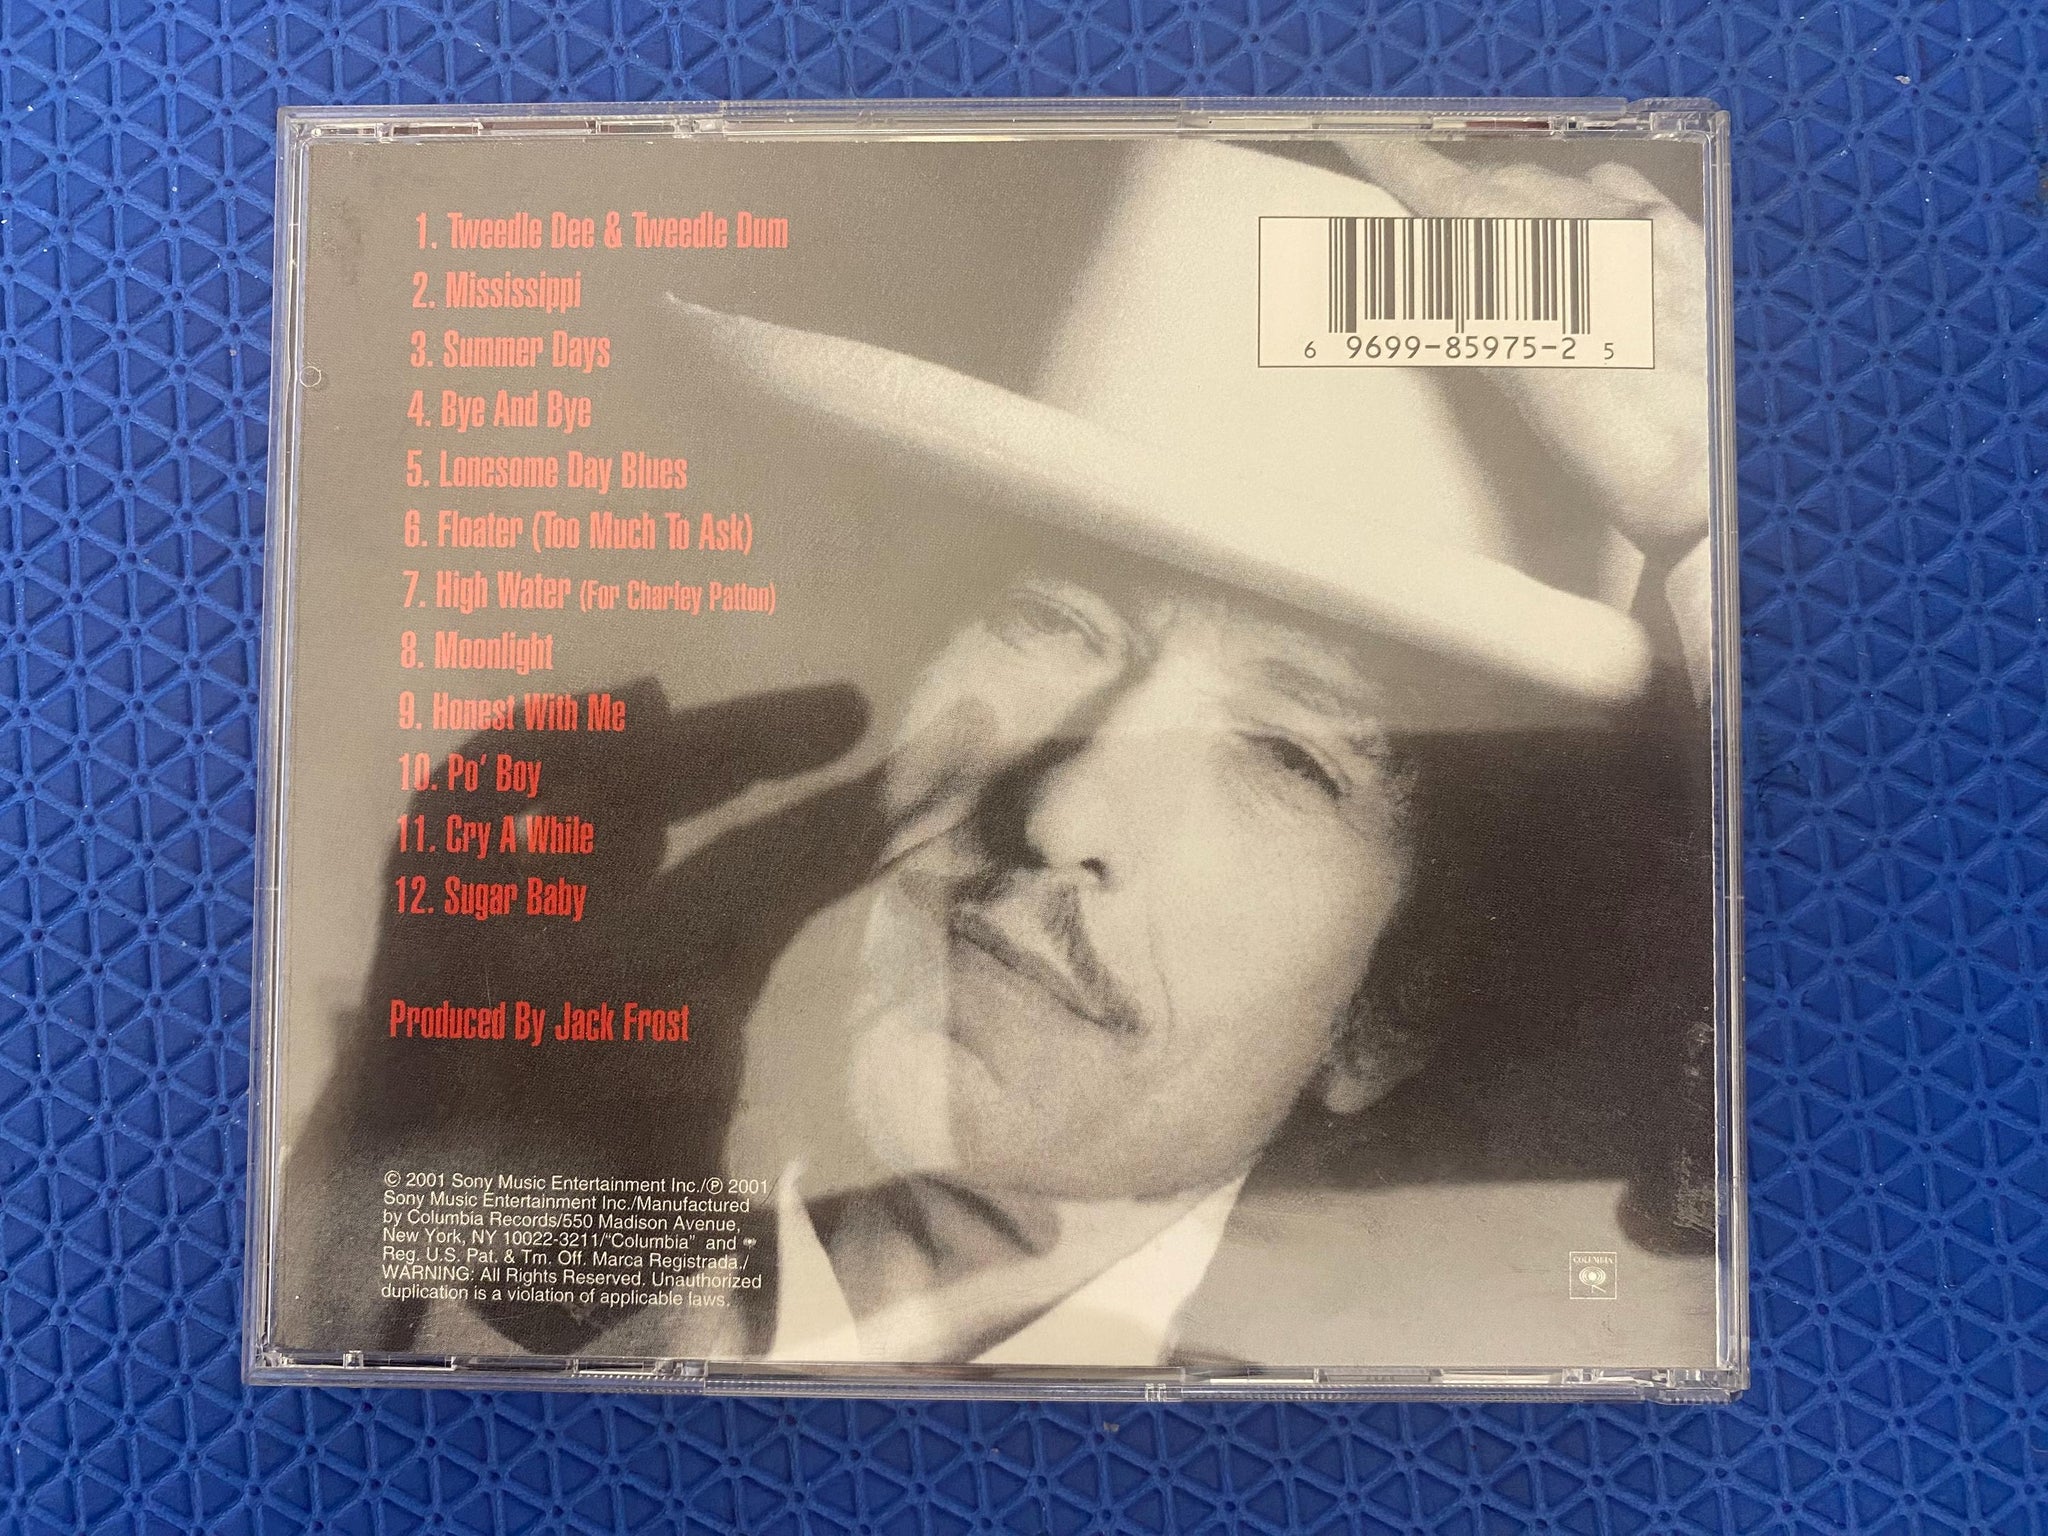 1. Tweedle Dee & Tweedle Dum
2. Mississippi
3. Summer Days
4. Bye And Bye
5. Lonesome Day Blues
6. Floater (Too Much To Ask)
7. High Water (For Charley Patton)
8. Moonlight
9. Honest With Me
10. Po' Boy
11. Cry A While
12. Sugar Baby
Produced By Jack Frost
6 9699-85975-2 5
© 2001 Sony Music Entertainment Inc./℗ 2001
Sony Music Entertainment Inc./Manufactured
by Columbia Records/550 Madison Avenue,
New York, NY 10022-3211/"Columbia" and
Reg. U.S. Pat. & Tm. Off. Marca Registrada./
WARNING: All Rights Reserved. Unauthorized
duplication is a violation of applicable laws.
COLUMBIA